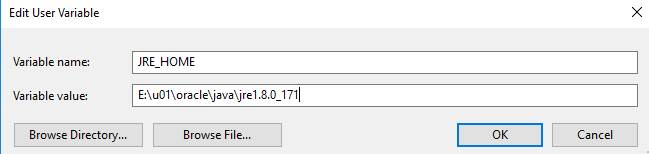 Edit User Variable
Variable name: JRE_HOME
Variable value: E:\u01\oracle\java\jre1.8.0_171
Browse Directory... Browse File... OK Cancel